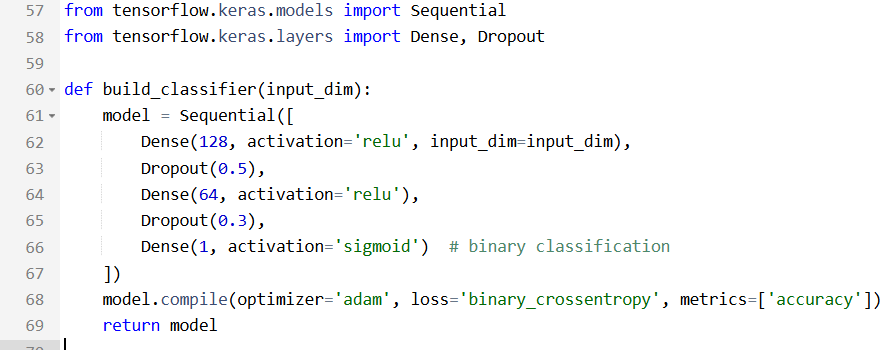 57 from tensorflow.keras.models import Sequential
58 from tensorflow.keras.layers import Dense, Dropout
59
60 def build_classifier(input_dim):
61     model = Sequential([
62         Dense(128, activation='relu', input_dim=input_dim),
63         Dropout(0.5),
64         Dense(64, activation='relu'),
65         Dropout(0.3),
66         Dense(1, activation='sigmoid')  # binary classification
67     ])
68     model.compile(optimizer='adam', loss='binary_crossentropy', metrics=['accuracy'])
69     return model